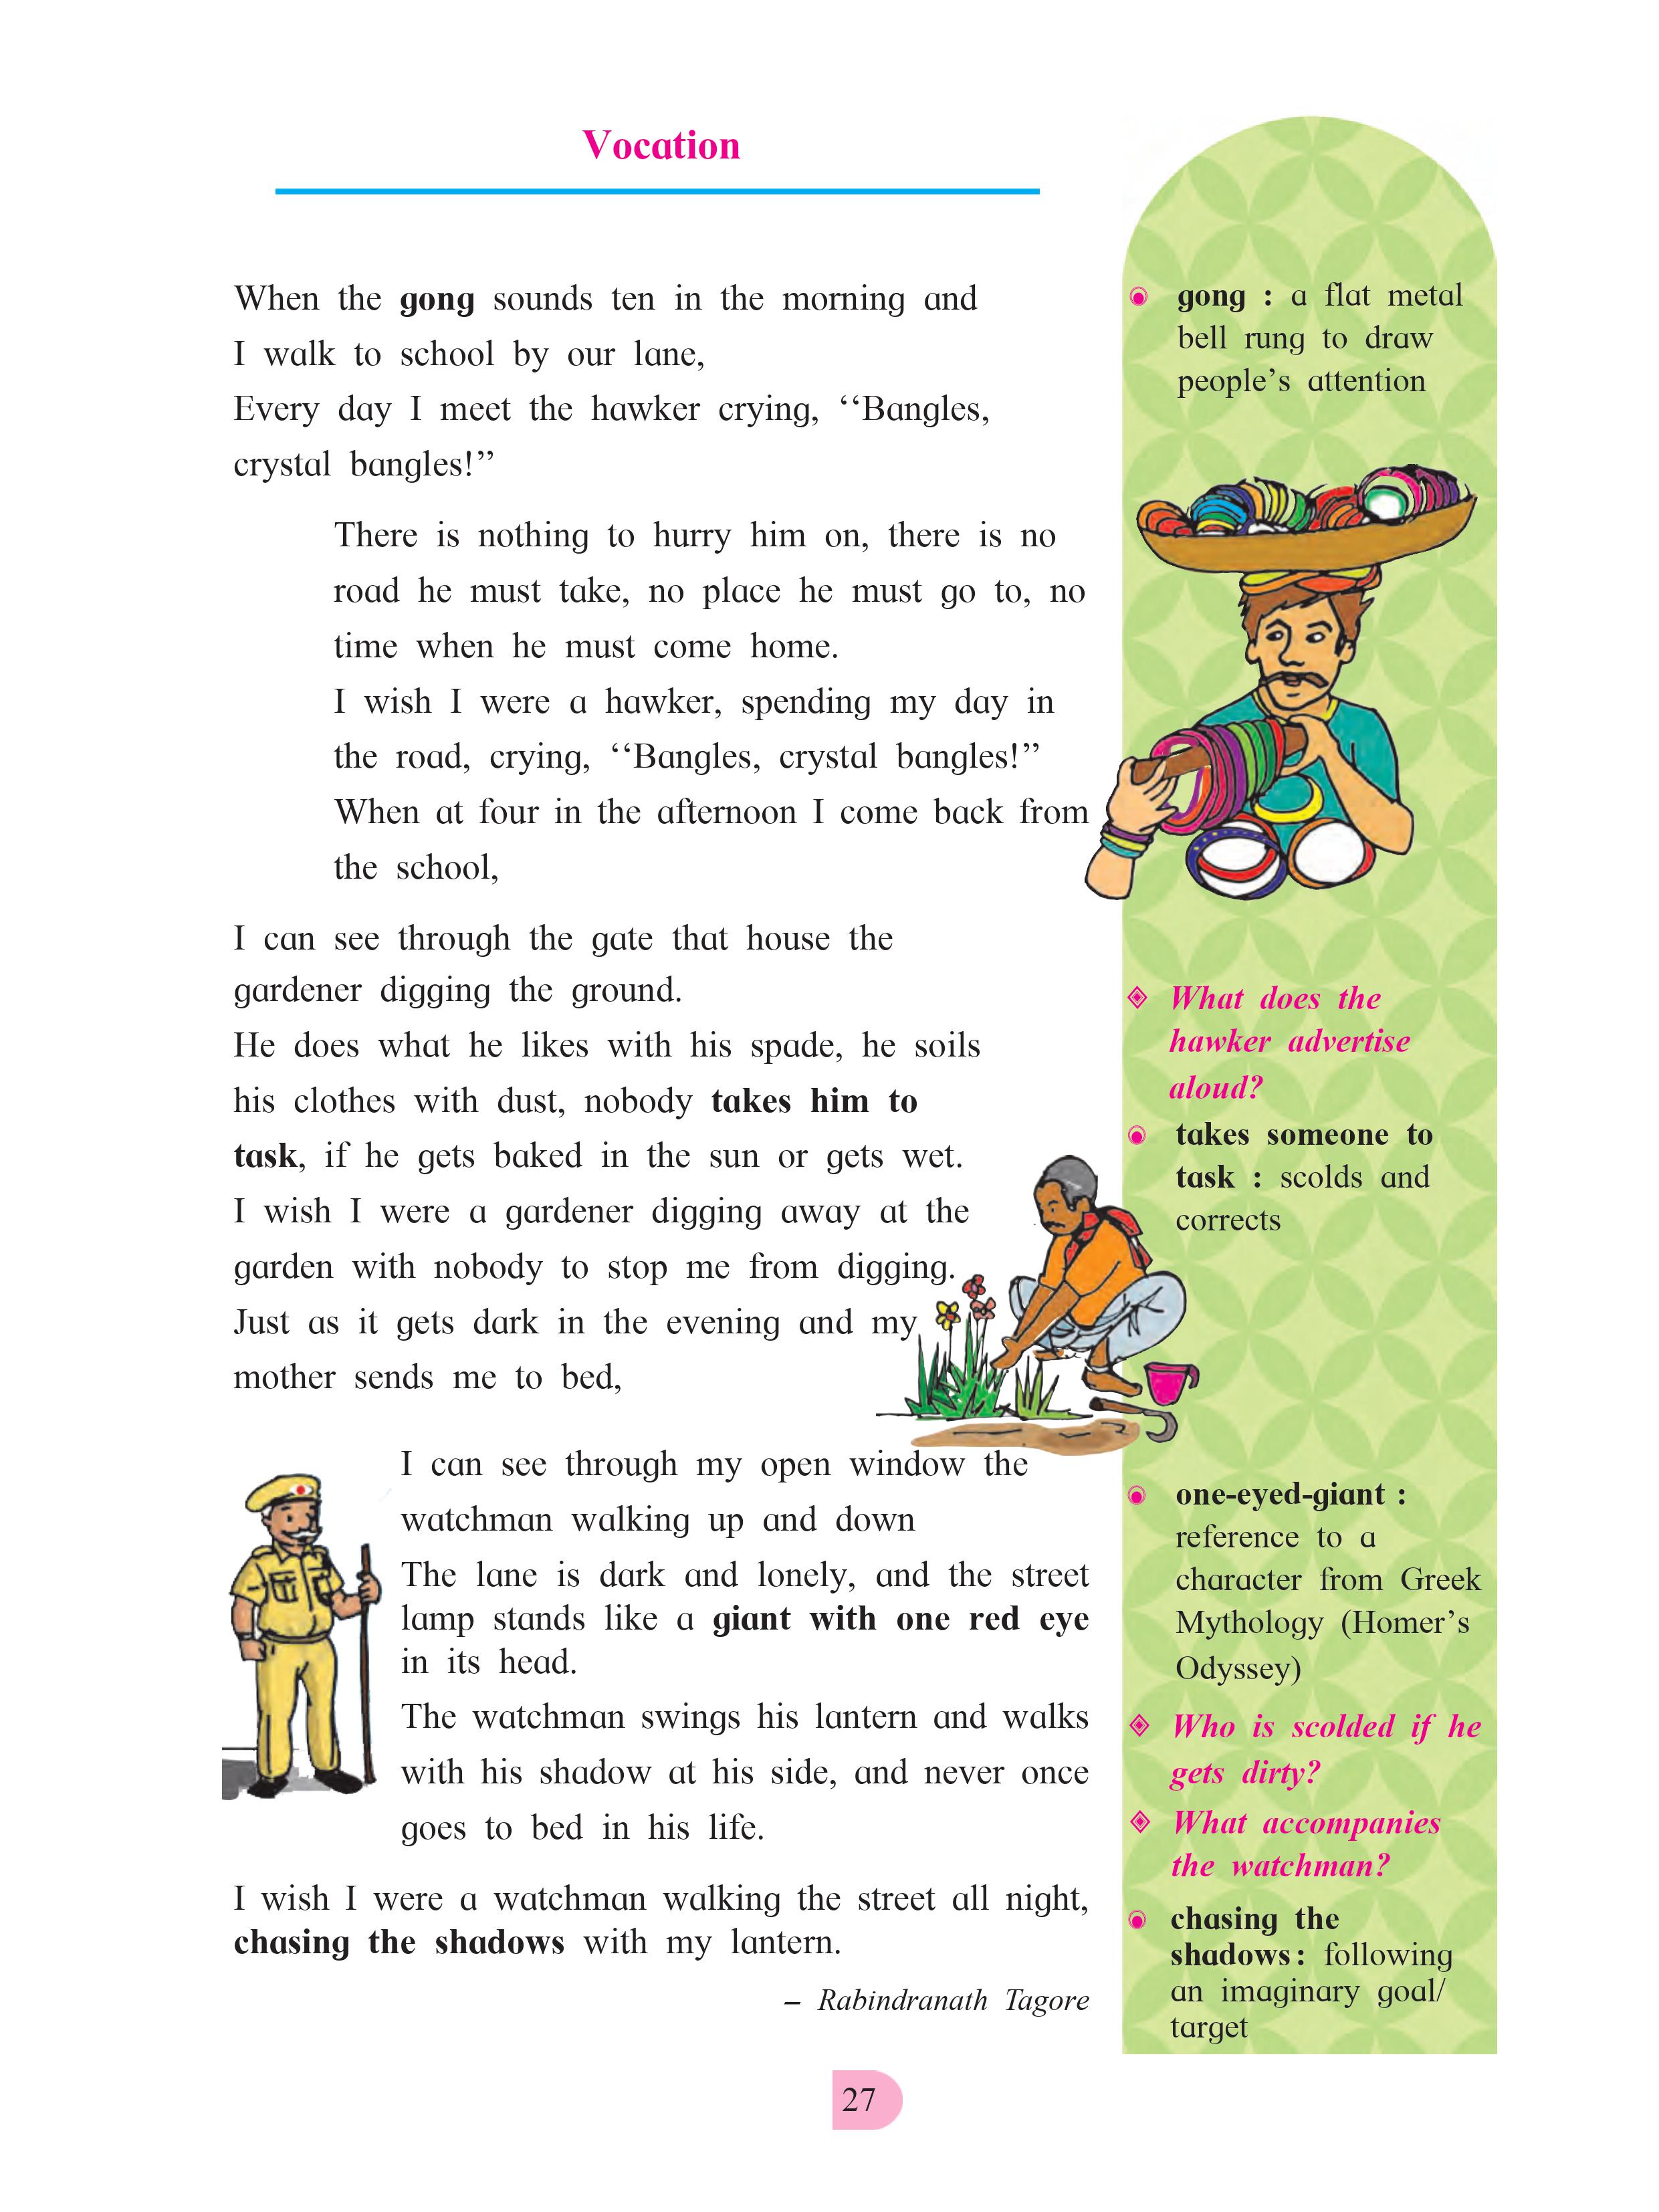 Vocation
When the gong sounds ten in the morning and
I walk to school by our lane,
Every day I meet the hawker crying, ‘‘Bangles,
crystal bangles!’’
There is nothing to hurry him on, there is no
road he must take, no place he must go to, no
time when he must come home.
I wish I were a hawker, spending my day in
the road, crying, ‘‘Bangles, crystal bangles!’’
When at four in the afternoon I come back from
the school,
I can see through the gate that house the
gardener digging the ground.
He does what he likes with his spade, he soils
his clothes with dust, nobody takes him to
task, if he gets baked in the sun or gets wet.
I wish I were a gardener digging away at the
garden with nobody to stop me from digging.
Just as it gets dark in the evening and my
mother sends me to bed,
I can see through my open window the
watchman walking up and down
The lane is dark and lonely, and the street
lamp stands like a giant with one red eye
in its head.
The watchman swings his lantern and walks
with his shadow at his side, and never once
goes to bed in his life.
I wish I were a watchman walking the street all night,
chasing the shadows with my lantern.
– Rabindranath Tagore
gong : a flat metal
bell rung to draw
people’s attention
What does the
hawker advertise
aloud?
takes someone to
task : scolds and
corrects
one-eyed-giant :
reference to a
character from Greek
Mythology (Homer’s
Odyssey)
Who is scolded if he
gets dirty?
What accompanies
the watchman?
chasing the
shadows : following
an imaginary goal/
target
27